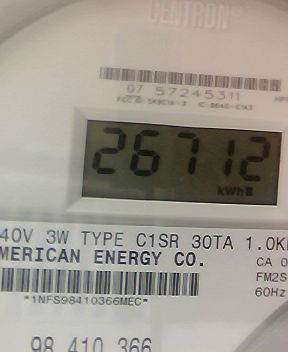 CENTRON®
07 57245311
26712
kWh
40V 3W TYPE C1SR 30TA 1.0K
MERICAN ENERGY CO.
CA 0
FM2S
*1NFS98410366MEC*
60Hz
98 410 366